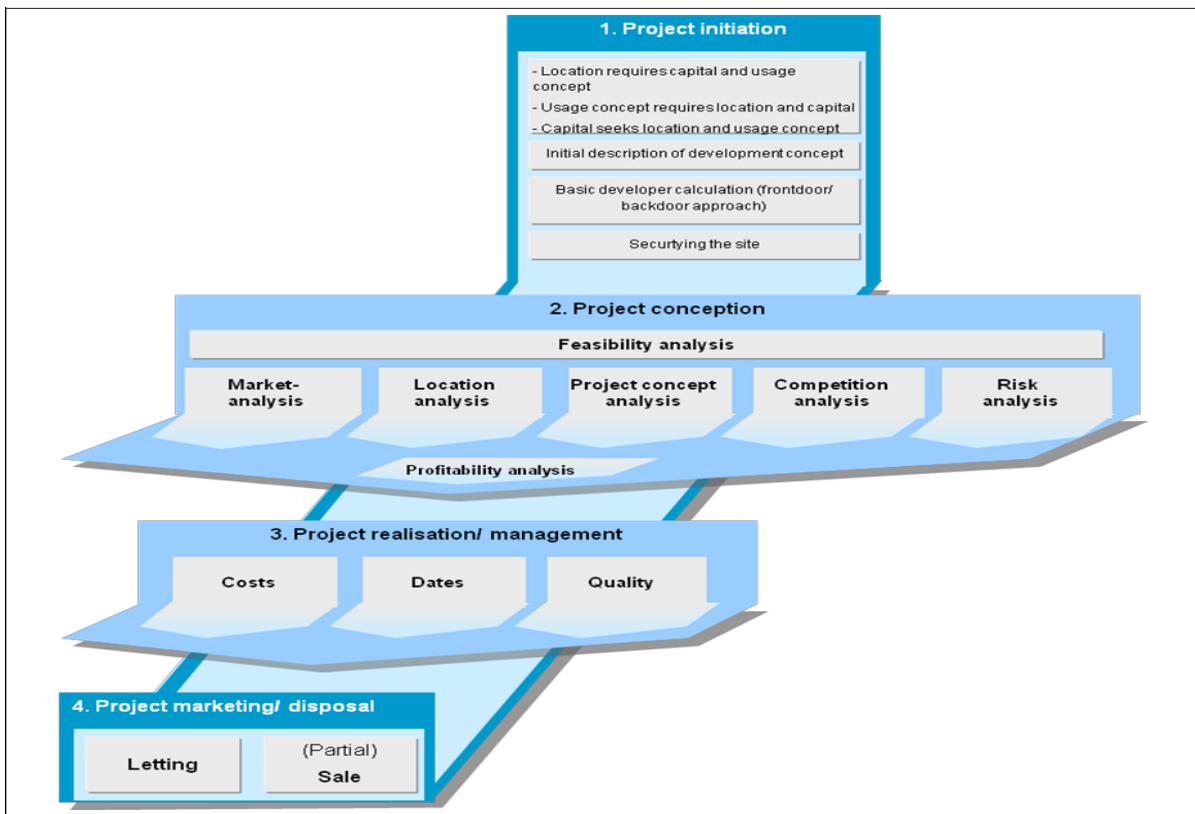 1. Project initiation
- Location requires capital and usage
concept
- Usage concept requires location and capital
- Capital seeks location and usage concept
Initial description of development concept
Basic developer calculation (frontdoor/
backdoor approach)
Securtying the site
2. Project conception
Feasibility analysis
Market-
analysis
Location
analysis
Project concept
analysis
Competition
analysis
Risk
analysis
Profitability analysis
3. Project realisation/ management
Costs
Dates
Quality
4. Project marketing/ disposal
Letting
(Partial)
Sale